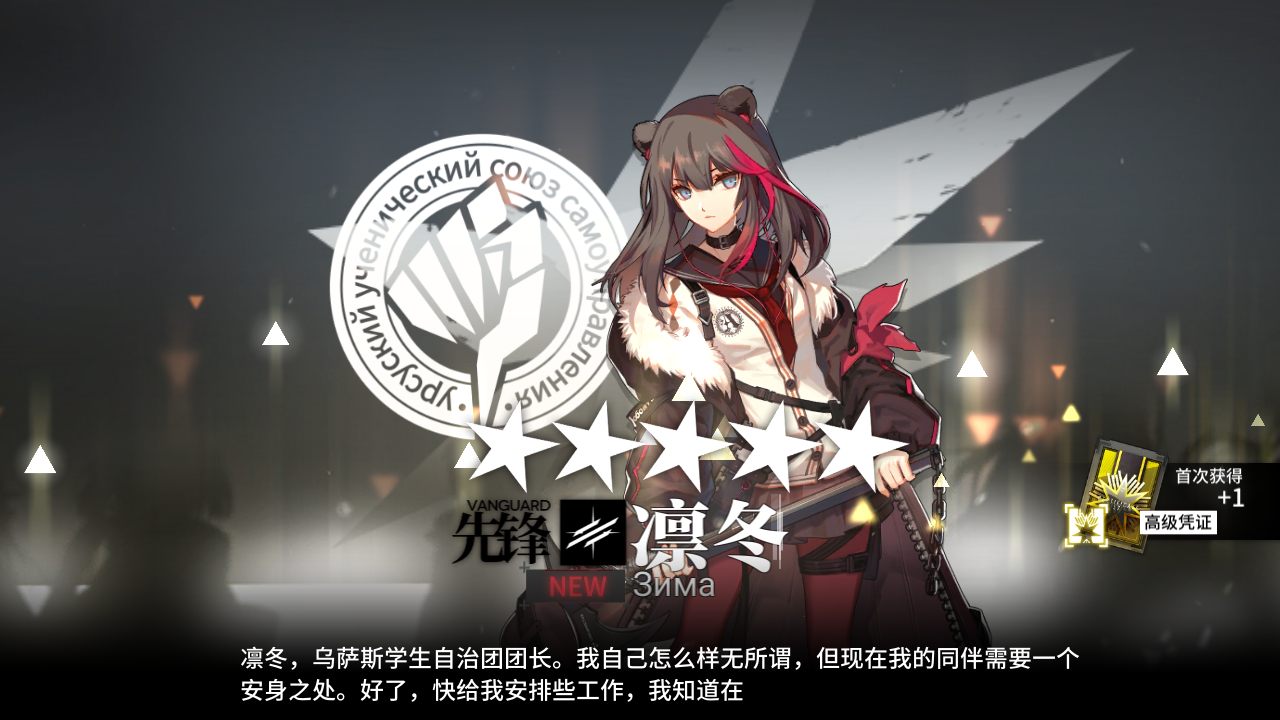 • урсуский ученический союз самоуправления •
VANGUARD
先锋
凛冬
NEW
Зима
首次获得
+1
高级凭证
凛冬，乌萨斯学生自治团团长。我自己怎么样无所谓，但现在我的同伴需要一个
安身之处。好了，快给我安排些工作，我知道在